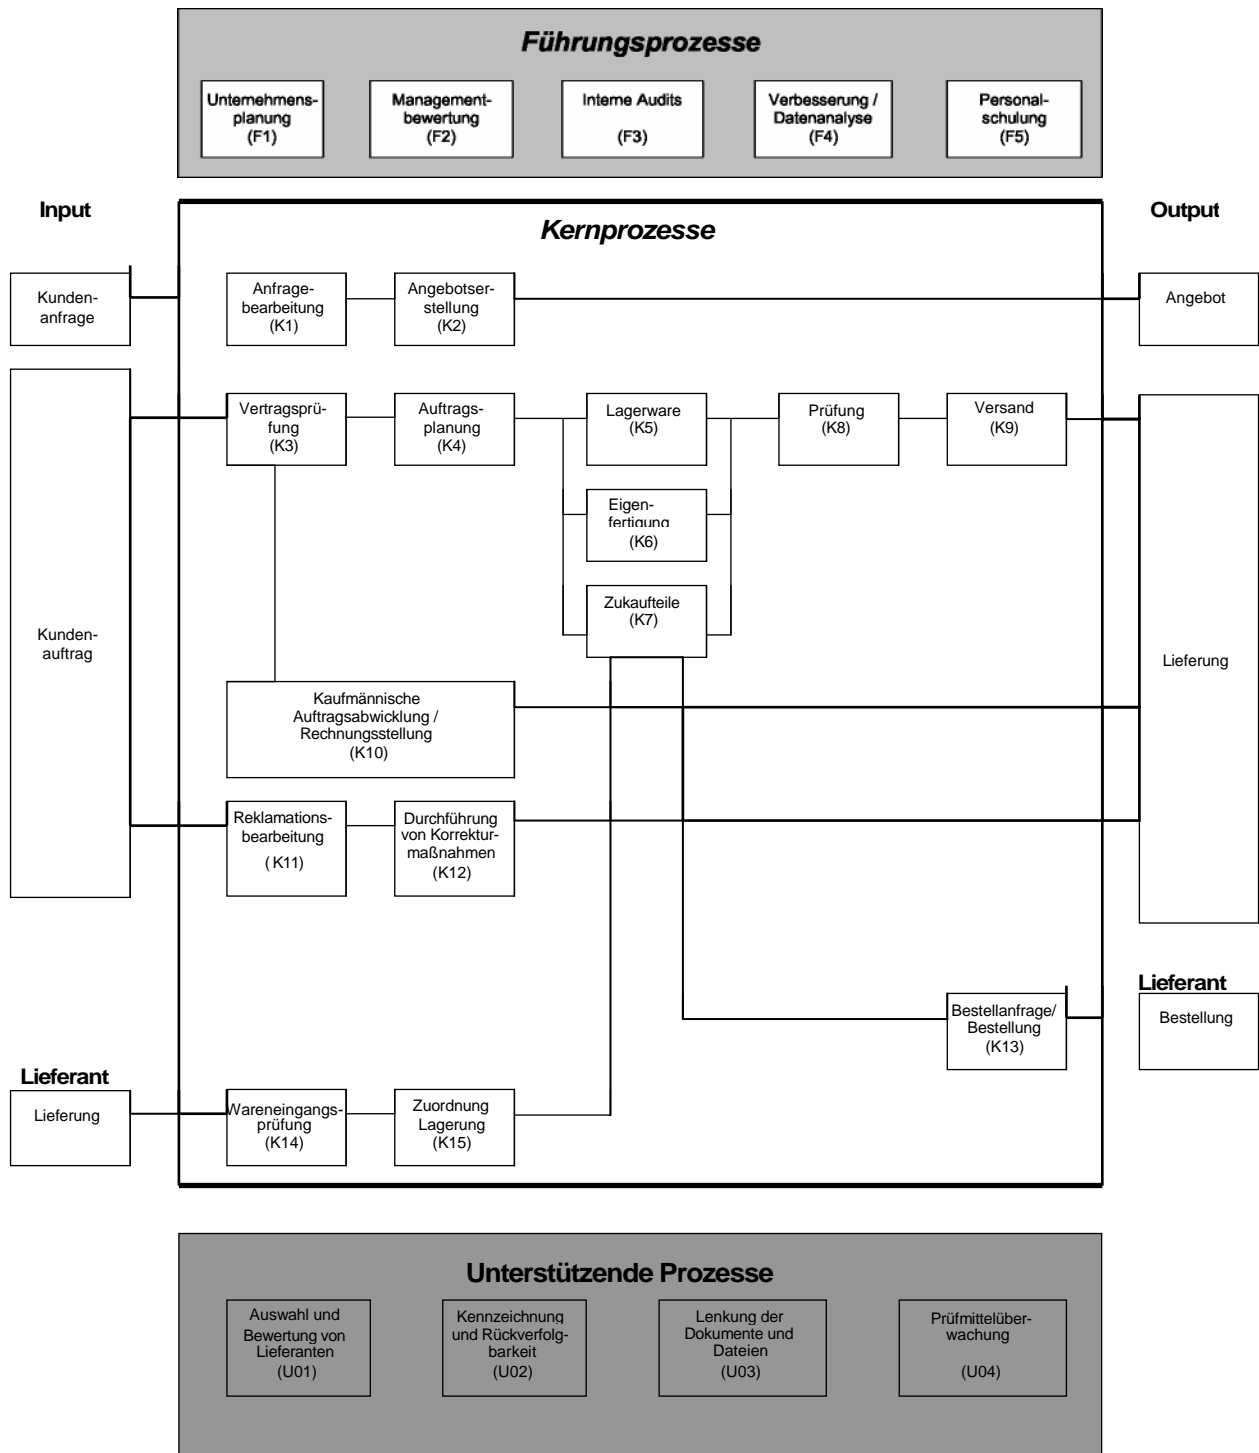 Führungsprozesse
Unternehmens-
planung
(F1)
Management-
bewertung
(F2)
Interne Audits
(F3)
Verbesserung /
Datenanalyse
(F4)
Personal-
schulung
(F5)
Input
Output
Kernprozesse
Kunden-
anfrage
Anfrage-
bearbeitung
(K1)
Angebotser-
stellung
(K2)
Angebot
Kunden-
auftrag
Vertragsprü-
fung
(K3)
Auftrags-
planung
(K4)
Lagerware
(K5)
Prüfung
(K8)
Versand
(K9)
Eigen-
fertigung
(K6)
Zukaufteile
(K7)
Lieferung
Kaufmännische
Auftragsabwicklung /
Rechnungsstellung
(K10)
Reklamations-
bearbeitung
( K11)
Durchführung
von Korrektur-
maßnahmen
(K12)
Lieferant
Bestellanfrage/
Bestellung
(K13)
Bestellung
Lieferant
Lieferung
Wareneingangs-
prüfung
(K14)
Zuordnung
Lagerung
(K15)
Unterstützende Prozesse
Auswahl und
Bewertung von
Lieferanten
(U01)
Kennzeichnung
und Rückverfolg-
barkeit
(U02)
Lenkung der
Dokumente und
Dateien
(U03)
Prüfmittelüber-
wachung
(U04)